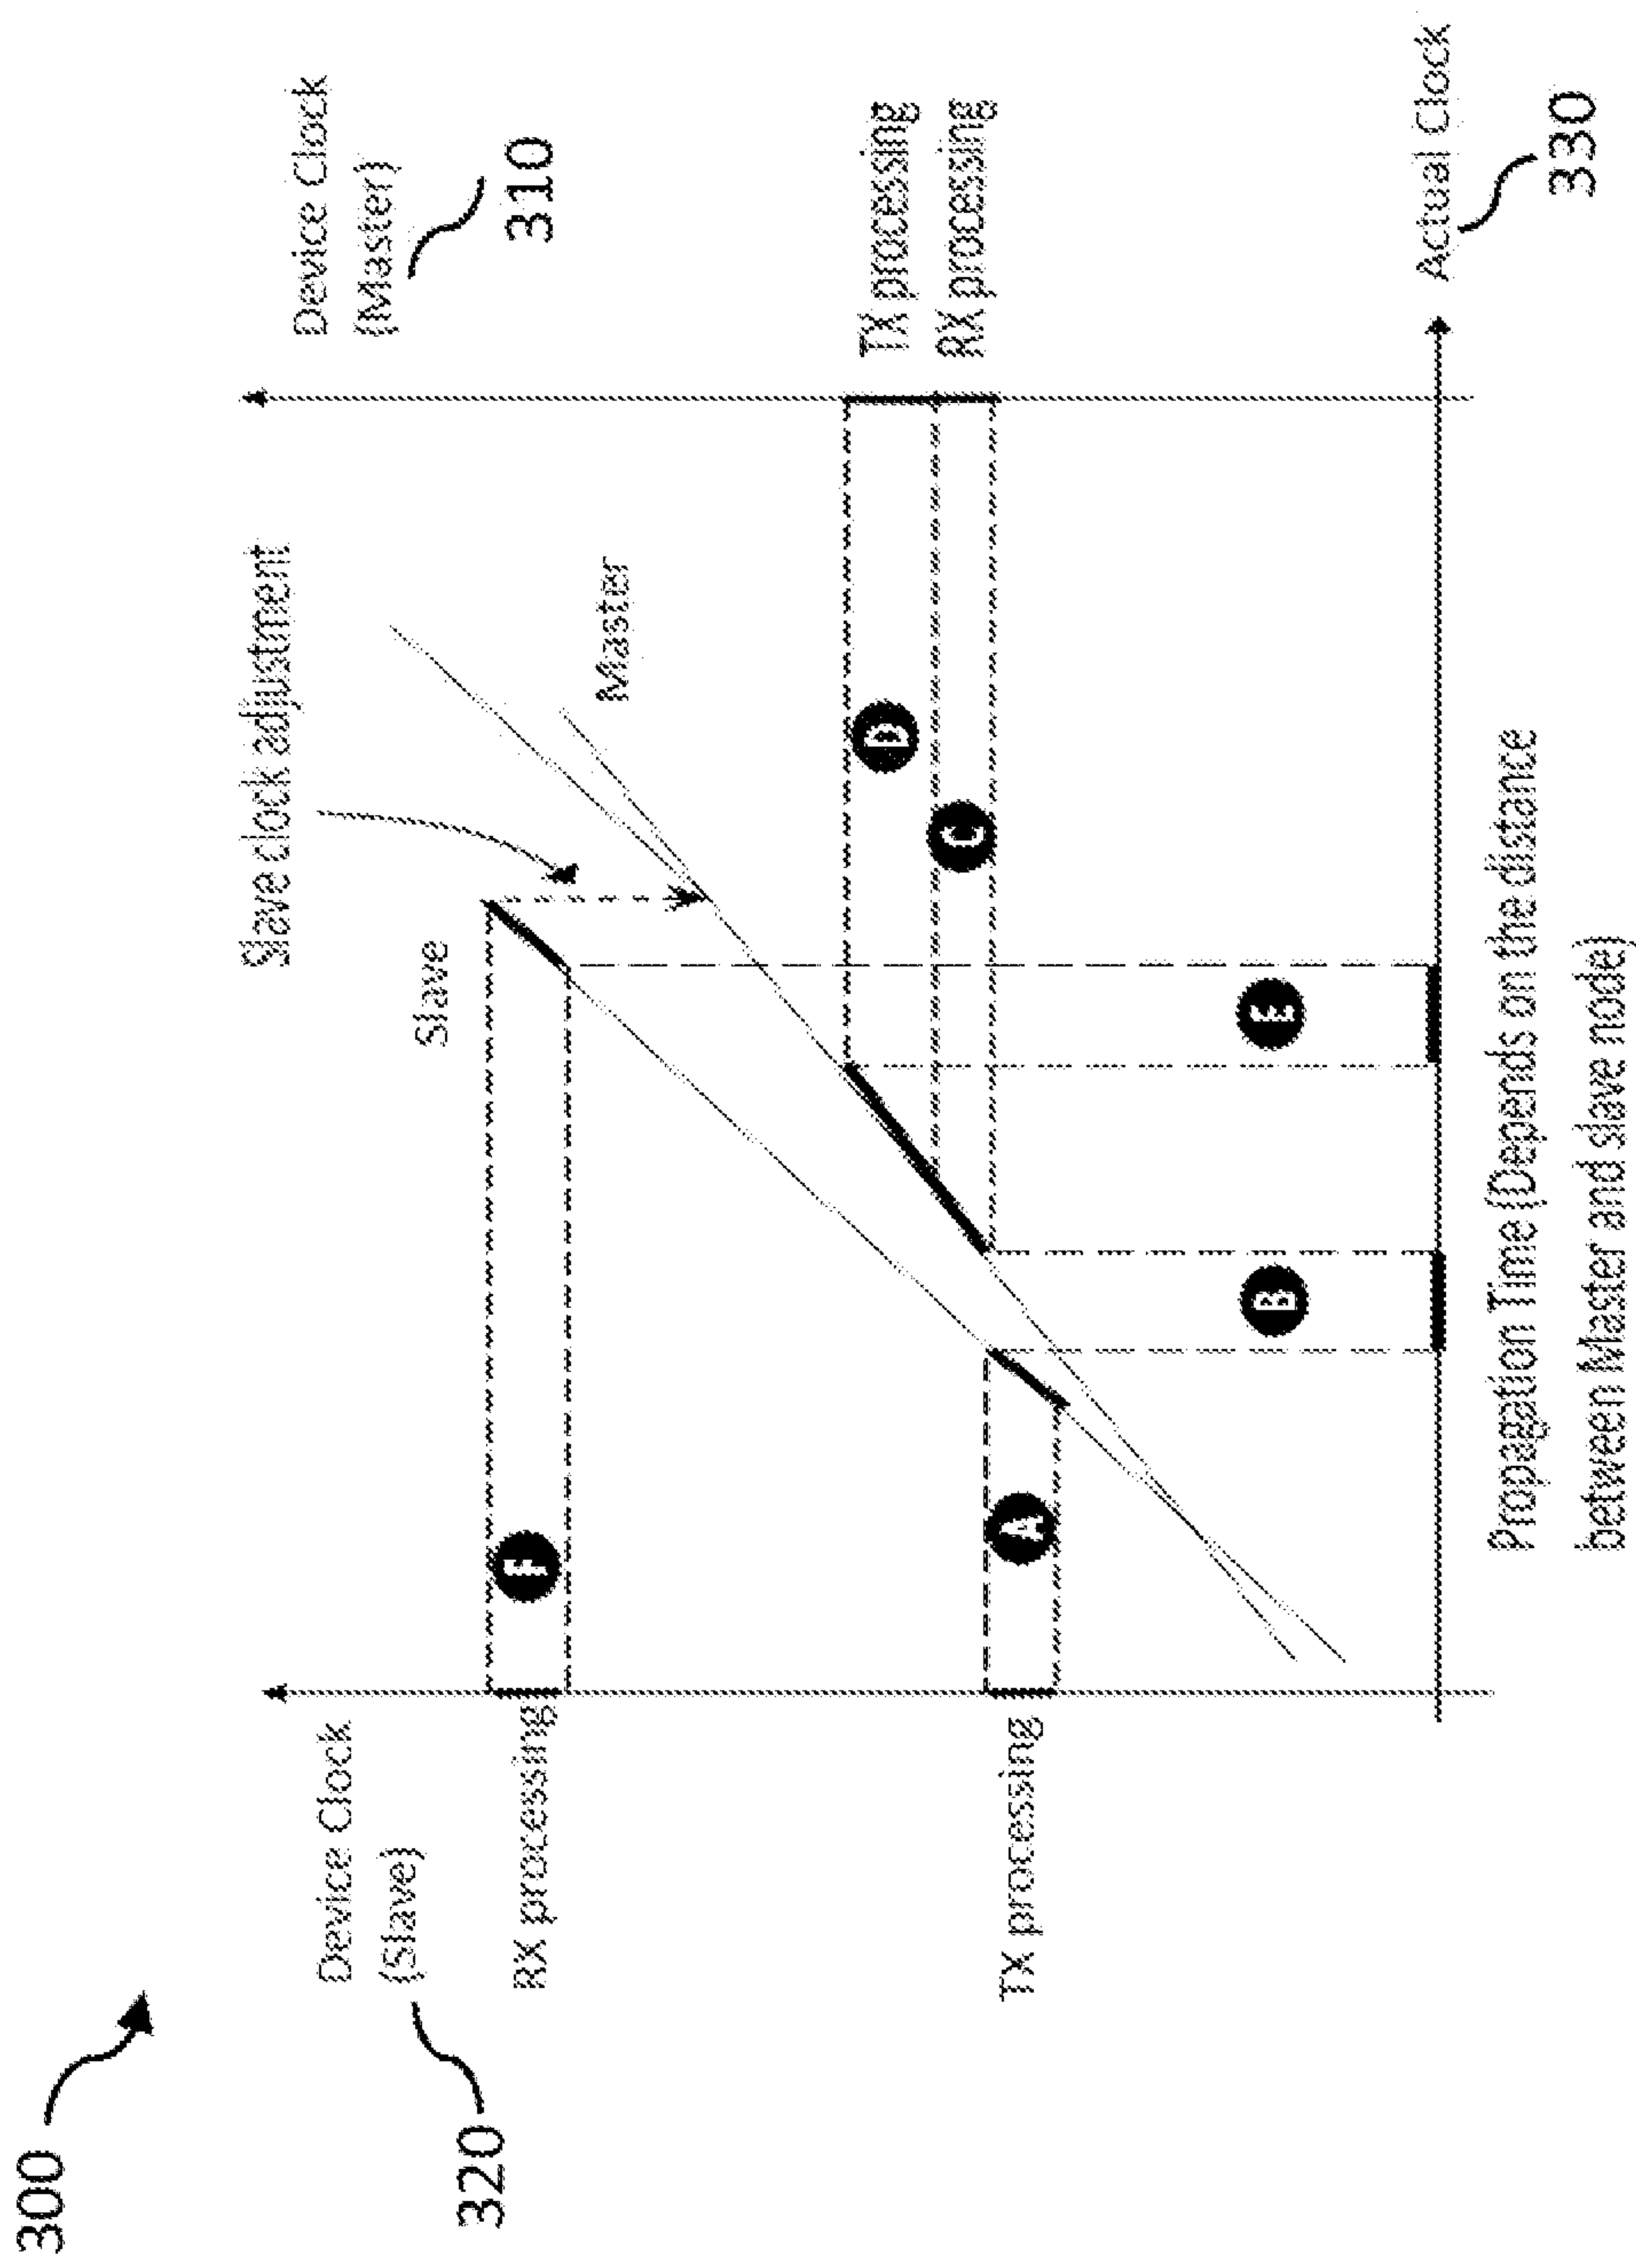 300
Device Clock
(Slave)
320
RX processing
TX processing
Slave clock adjustment
Slave
Master
Device Clock
(Master)
310
TX processing
RX processing
F
A
D
C
B
E
Actual Clock
330
Propagation Time (Depends on the distance
between Master and slave node)